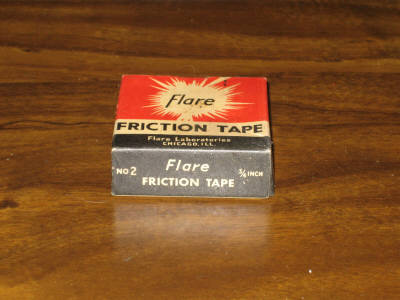 Flare
FRICTION TAPE
Flare Laboratories
CHICAGO, ILL.
NO 2 Flare ¾ INCH
FRICTION TAPE